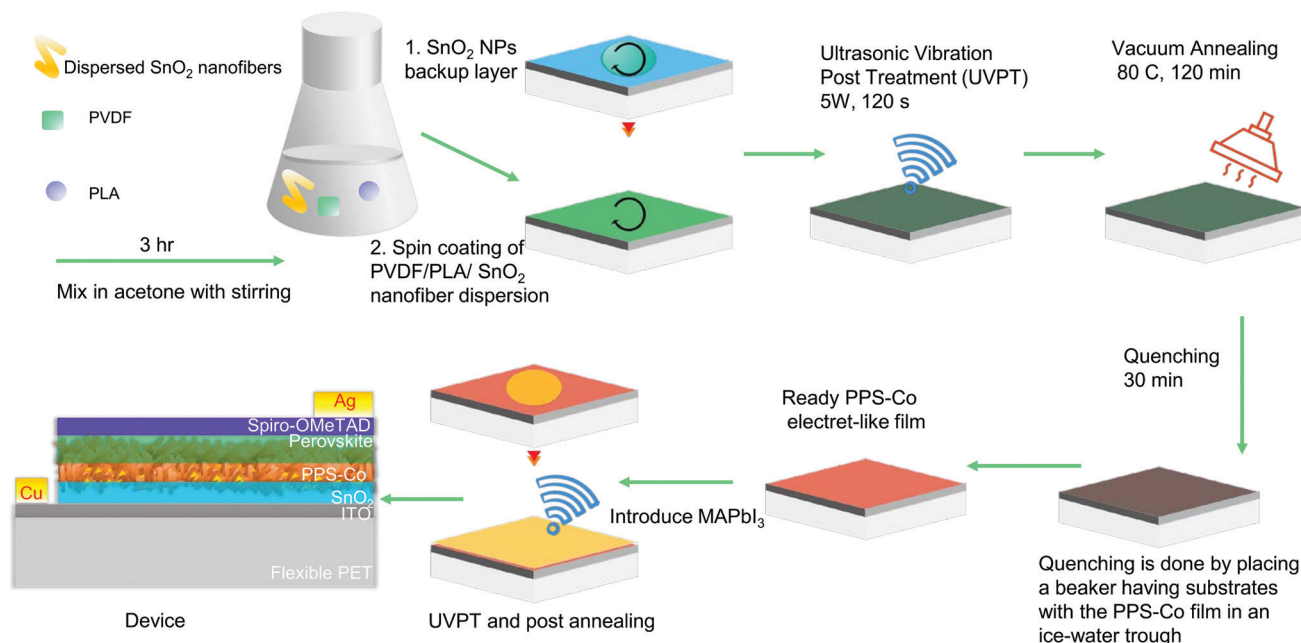 Dispersed SnO₂ nanofibers
PVDF
PLA
3 hr
Mix in acetone with stirring
1. SnO₂ NPs
backup layer
2. Spin coating of
PVDF/PLA/ SnO₂
nanofiber dispersion
Ultrasonic Vibration
Post Treatment (UVPT)
5W, 120 s
Vacuum Annealing
80 C, 120 min
Quenching
30 min
Quenching is done by placing
a beaker having substrates
with the PPS-Co film in an
ice-water trough
Ready PPS-Co
electret-like film
Introduce MAPbI₃
UVPT and post annealing
Ag
Spiro-OMeTAD
Perovskite
PPS-Co
Cu
SnO₂
ITO
Flexible PET
Device